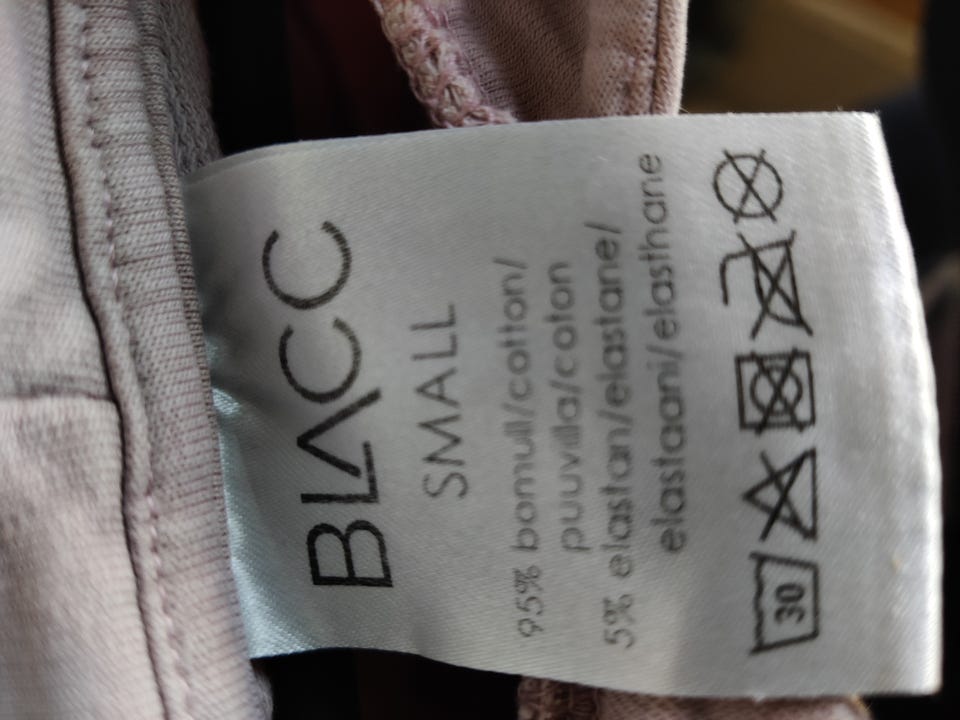 BLACC
SMALL
95% bomull/cotton/
puuvilla/coton
5% elastan/elastane/
elastaani/elasthane
30